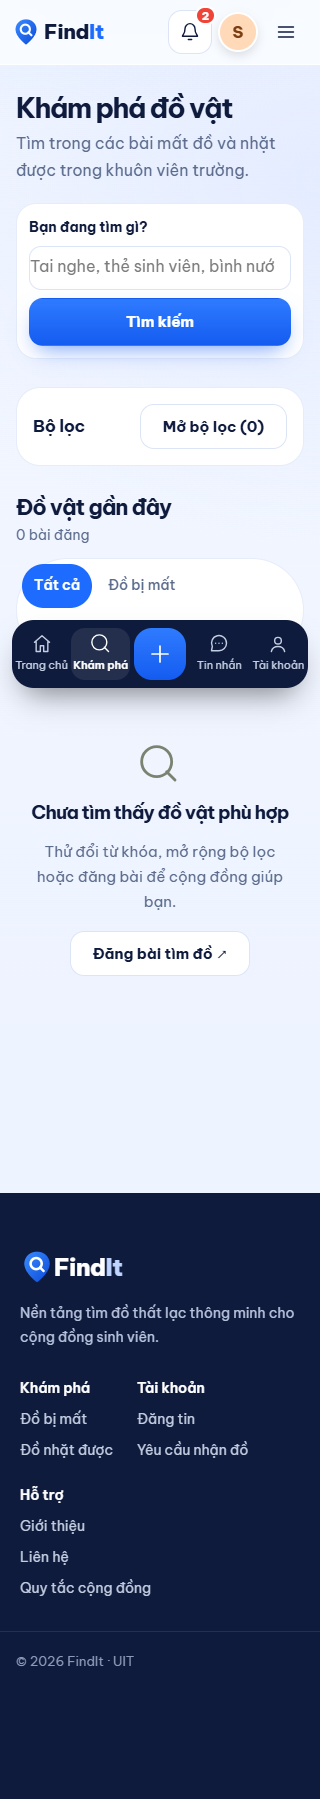 FindIt
2
S
Khám phá đồ vật
Tìm trong các bài mất đồ và nhặt
được trong khuôn viên trường.
Bạn đang tìm gì?
Tai nghe, thẻ sinh viên, bình nướ
Tìm kiếm
Bộ lọc
Mở bộ lọc (0)
Đồ vật gần đây
0 bài đăng
Tất cả
Đồ bị mất
Trang chủ
Khám phá
Tin nhắn
Tài khoản
Chưa tìm thấy đồ vật phù hợp
Thử đổi từ khóa, mở rộng bộ lọc
hoặc đăng bài để cộng đồng giúp
bạn.
Đăng bài tìm đồ ↗
FindIt
Nền tảng tìm đồ thất lạc thông minh cho
cộng đồng sinh viên.
Khám phá
Đồ bị mất
Đồ nhặt được
Tài khoản
Đăng tin
Yêu cầu nhận đồ
Hỗ trợ
Giới thiệu
Liên hệ
Quy tắc cộng đồng
© 2026 FindIt · UIT